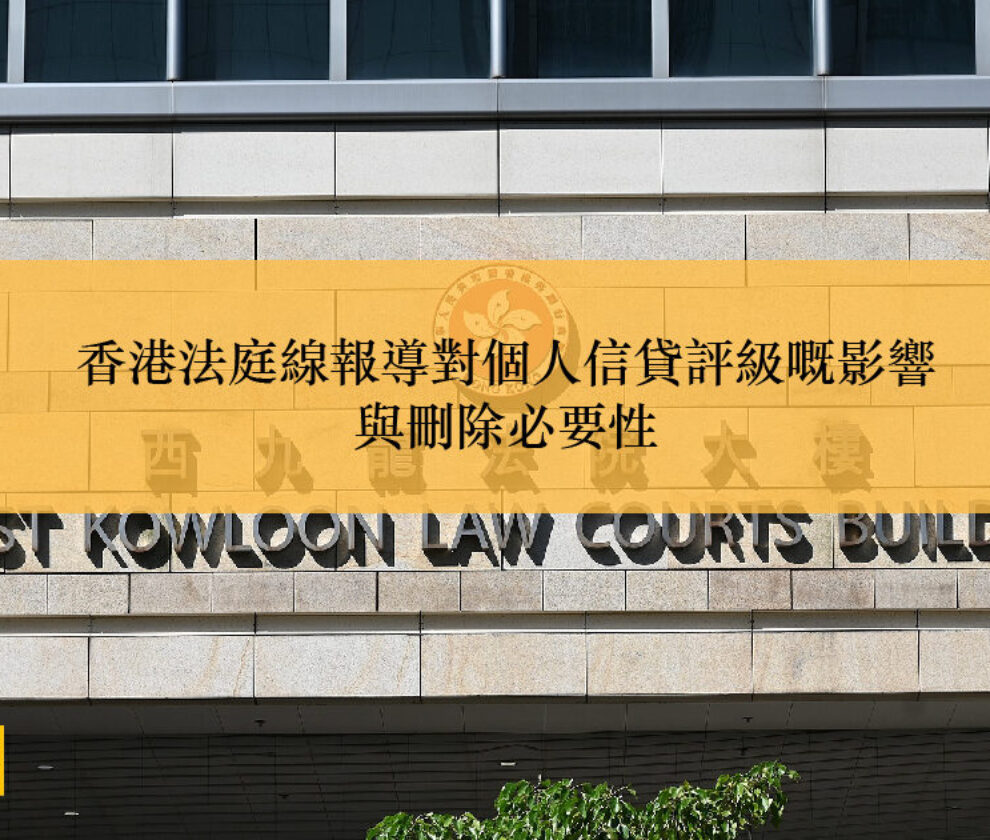 香港法庭線報導對個人信貸評級嘅影響
與刪除必要性
西九龍法院大樓
ST KOWLOON LAW COURTS BUILD